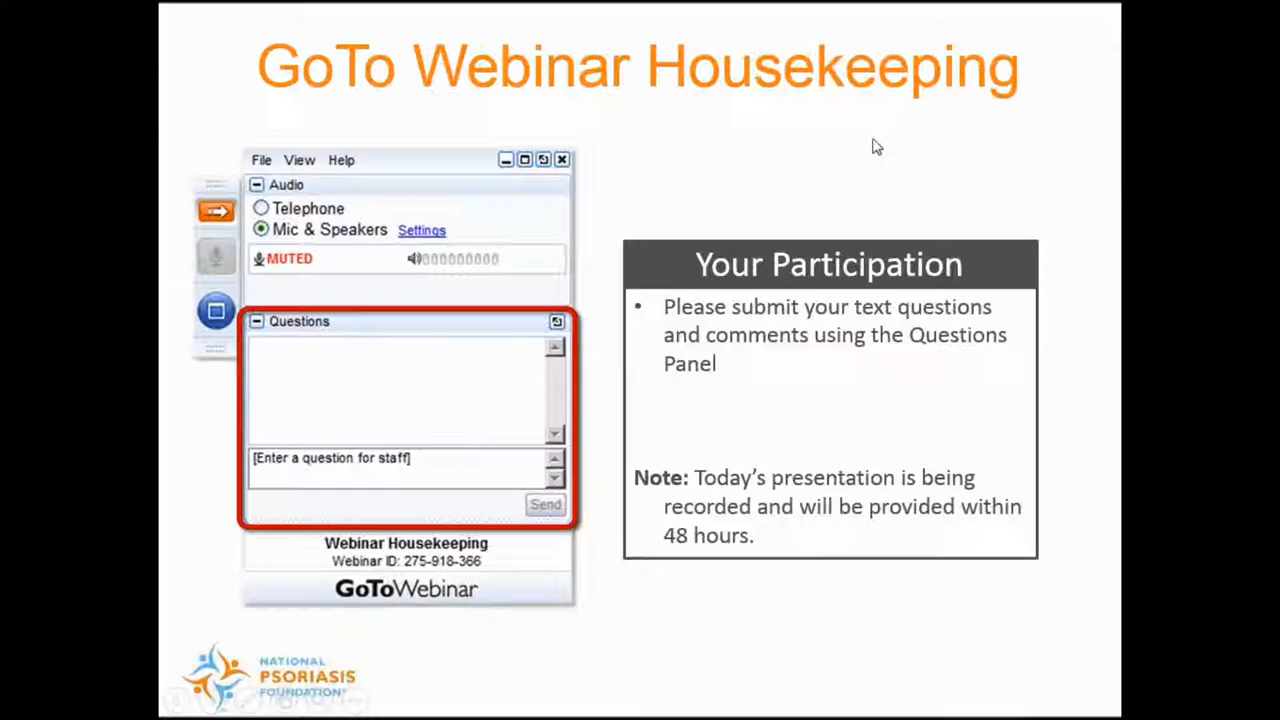 GoTo Webinar Housekeeping
File View Help
Audio
Telephone
Mic & Speakers Settings
MUTED
Questions
[Enter a question for staff]
Send
Webinar Housekeeping
Webinar ID: 275-918-366
GoToWebinar
Your Participation
• Please submit your text questions
and comments using the Questions
Panel
Note: Today's presentation is being
recorded and will be provided within
48 hours.
NATIONAL
PSORIASIS
FOUNDATION